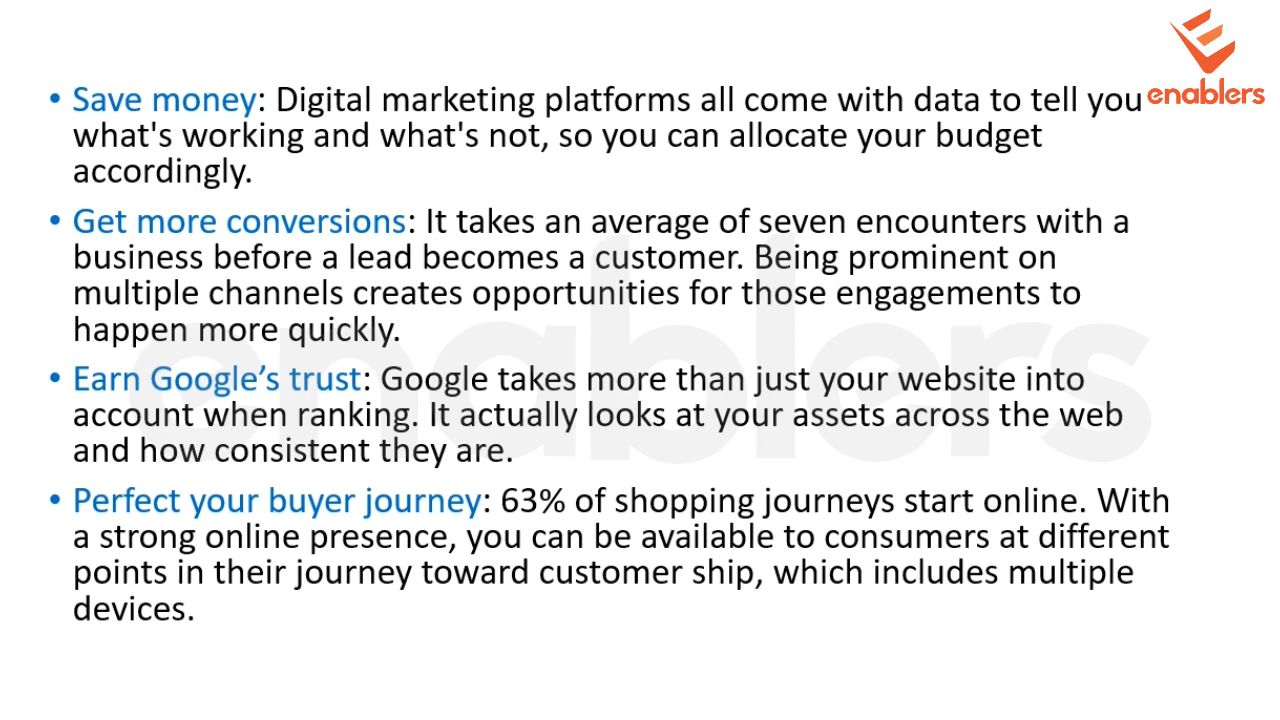 enablers
• Save money: Digital marketing platforms all come with data to tell you
what's working and what's not, so you can allocate your budget
accordingly.
• Get more conversions: It takes an average of seven encounters with a
business before a lead becomes a customer. Being prominent on
multiple channels creates opportunities for those engagements to
happen more quickly.
• Earn Google’s trust: Google takes more than just your website into
account when ranking. It actually looks at your assets across the web
and how consistent they are.
• Perfect your buyer journey: 63% of shopping journeys start online. With
a strong online presence, you can be available to consumers at different
points in their journey toward customer ship, which includes multiple
devices.
enablers